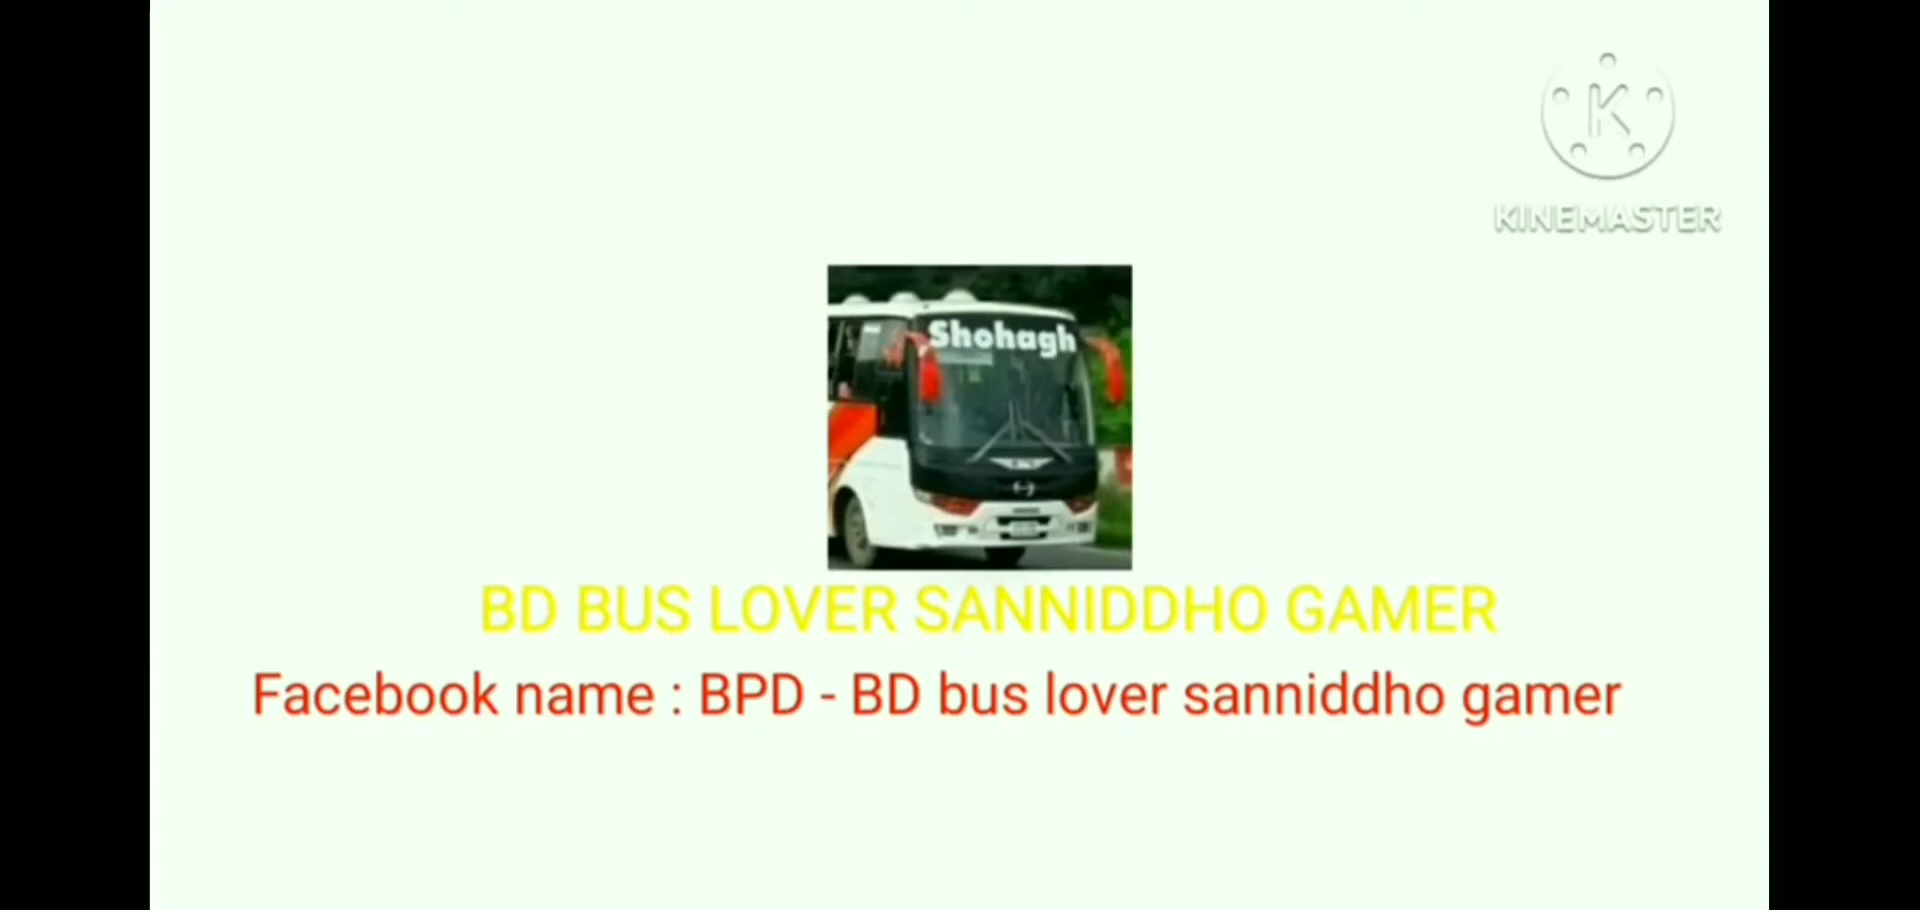 K
KINEMASTER
Shohagh
BD BUS LOVER SANNIDDHO GAMER
Facebook name : BPD - BD bus lover sanniddho gamer